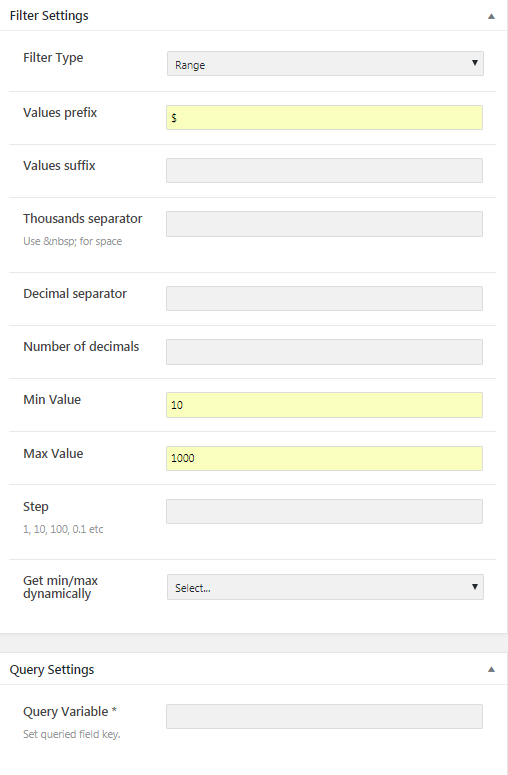 Filter Settings
Filter Type
Range
Values prefix
$
Values suffix
Thousands separator
Use &nbsp; for space
Decimal separator
Number of decimals
Min Value
10
Max Value
1000
Step
1, 10, 100, 0.1 etc
Get min/max
dynamically
Select...
Query Settings
Query Variable *
Set queried field key.